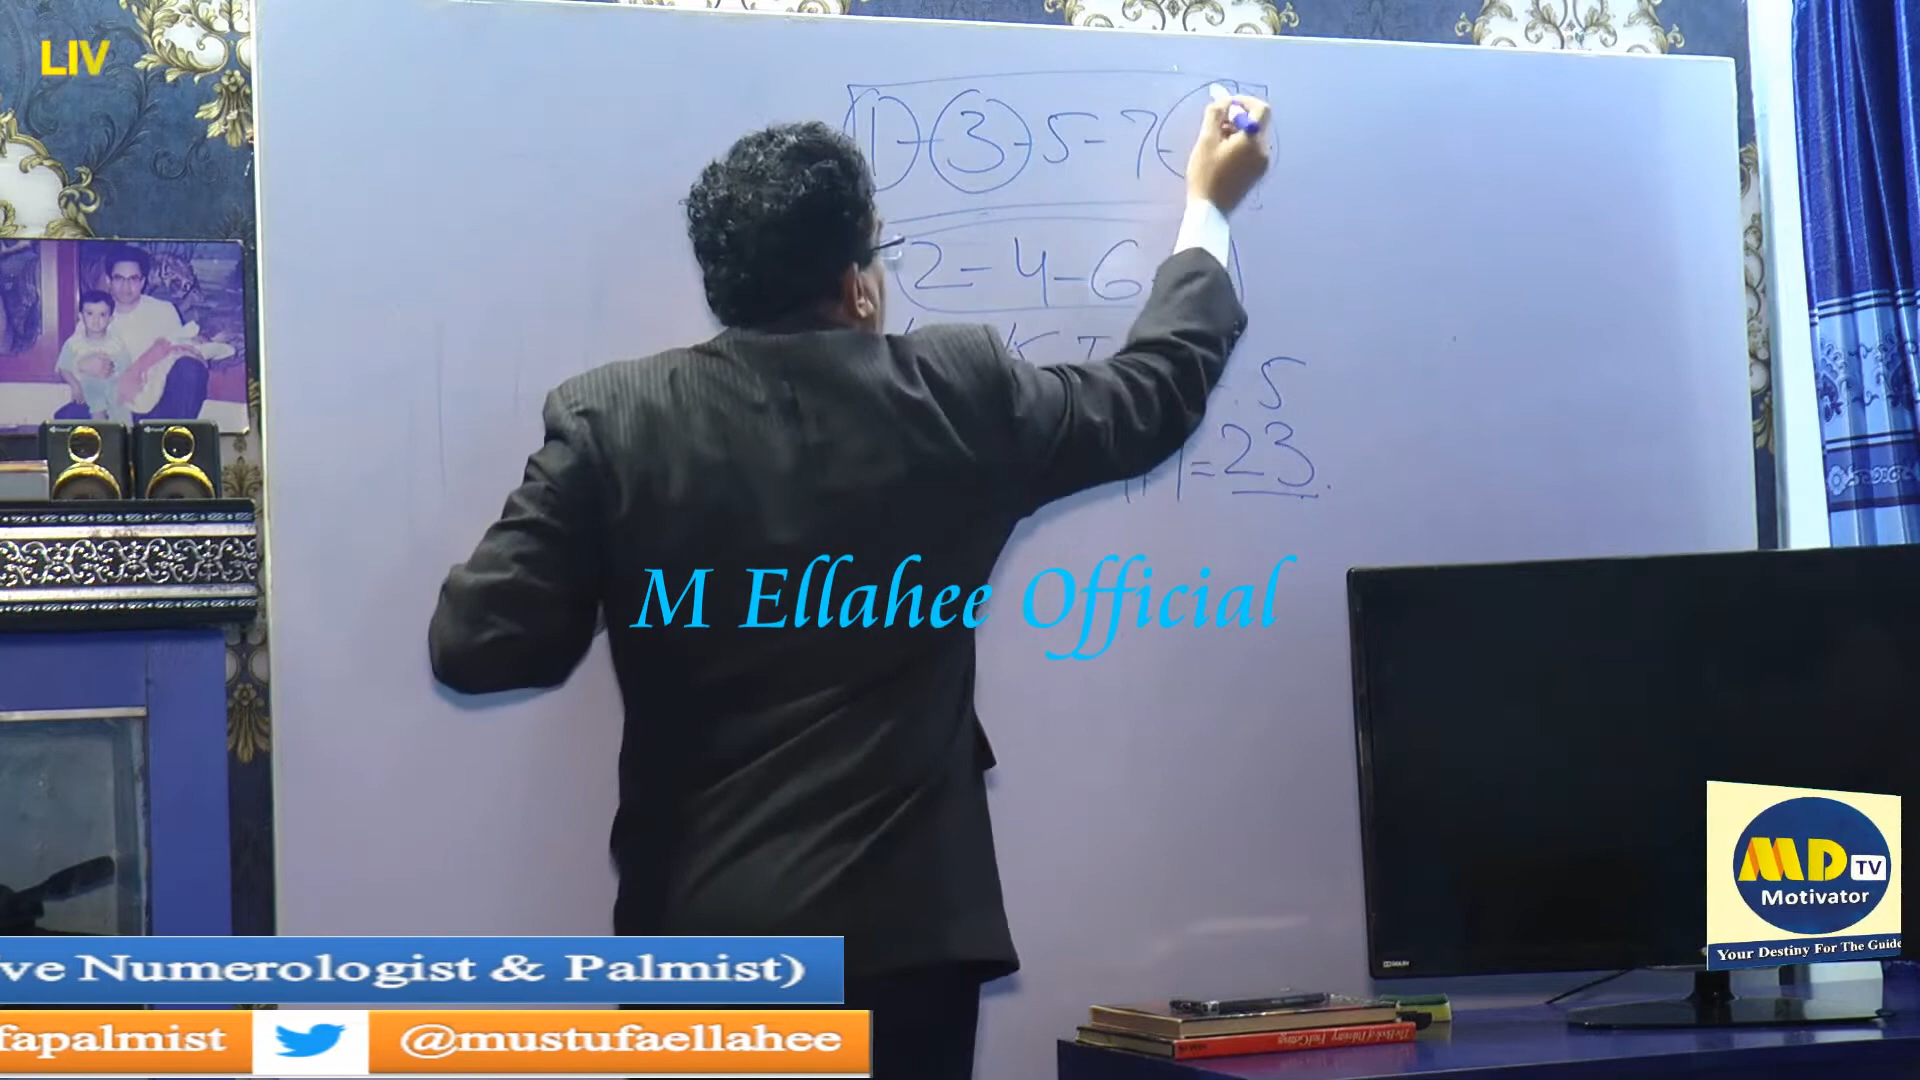 LIV
1-3-5-7-
2-4-6
5
=23
M Ellahee Official
MD TV
Motivator
Your Destiny For The Guide
ve Numerologist & Palmist)
fapalmist @mustufaellahee